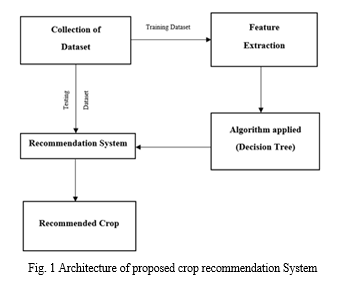 Collection of
Dataset
Training Dataset
Feature
Extraction
Testing
Dataset
Recommendation System
Algorithm applied
(Decision Tree)
Recommended Crop
Fig. 1 Architecture of proposed crop recommendation System